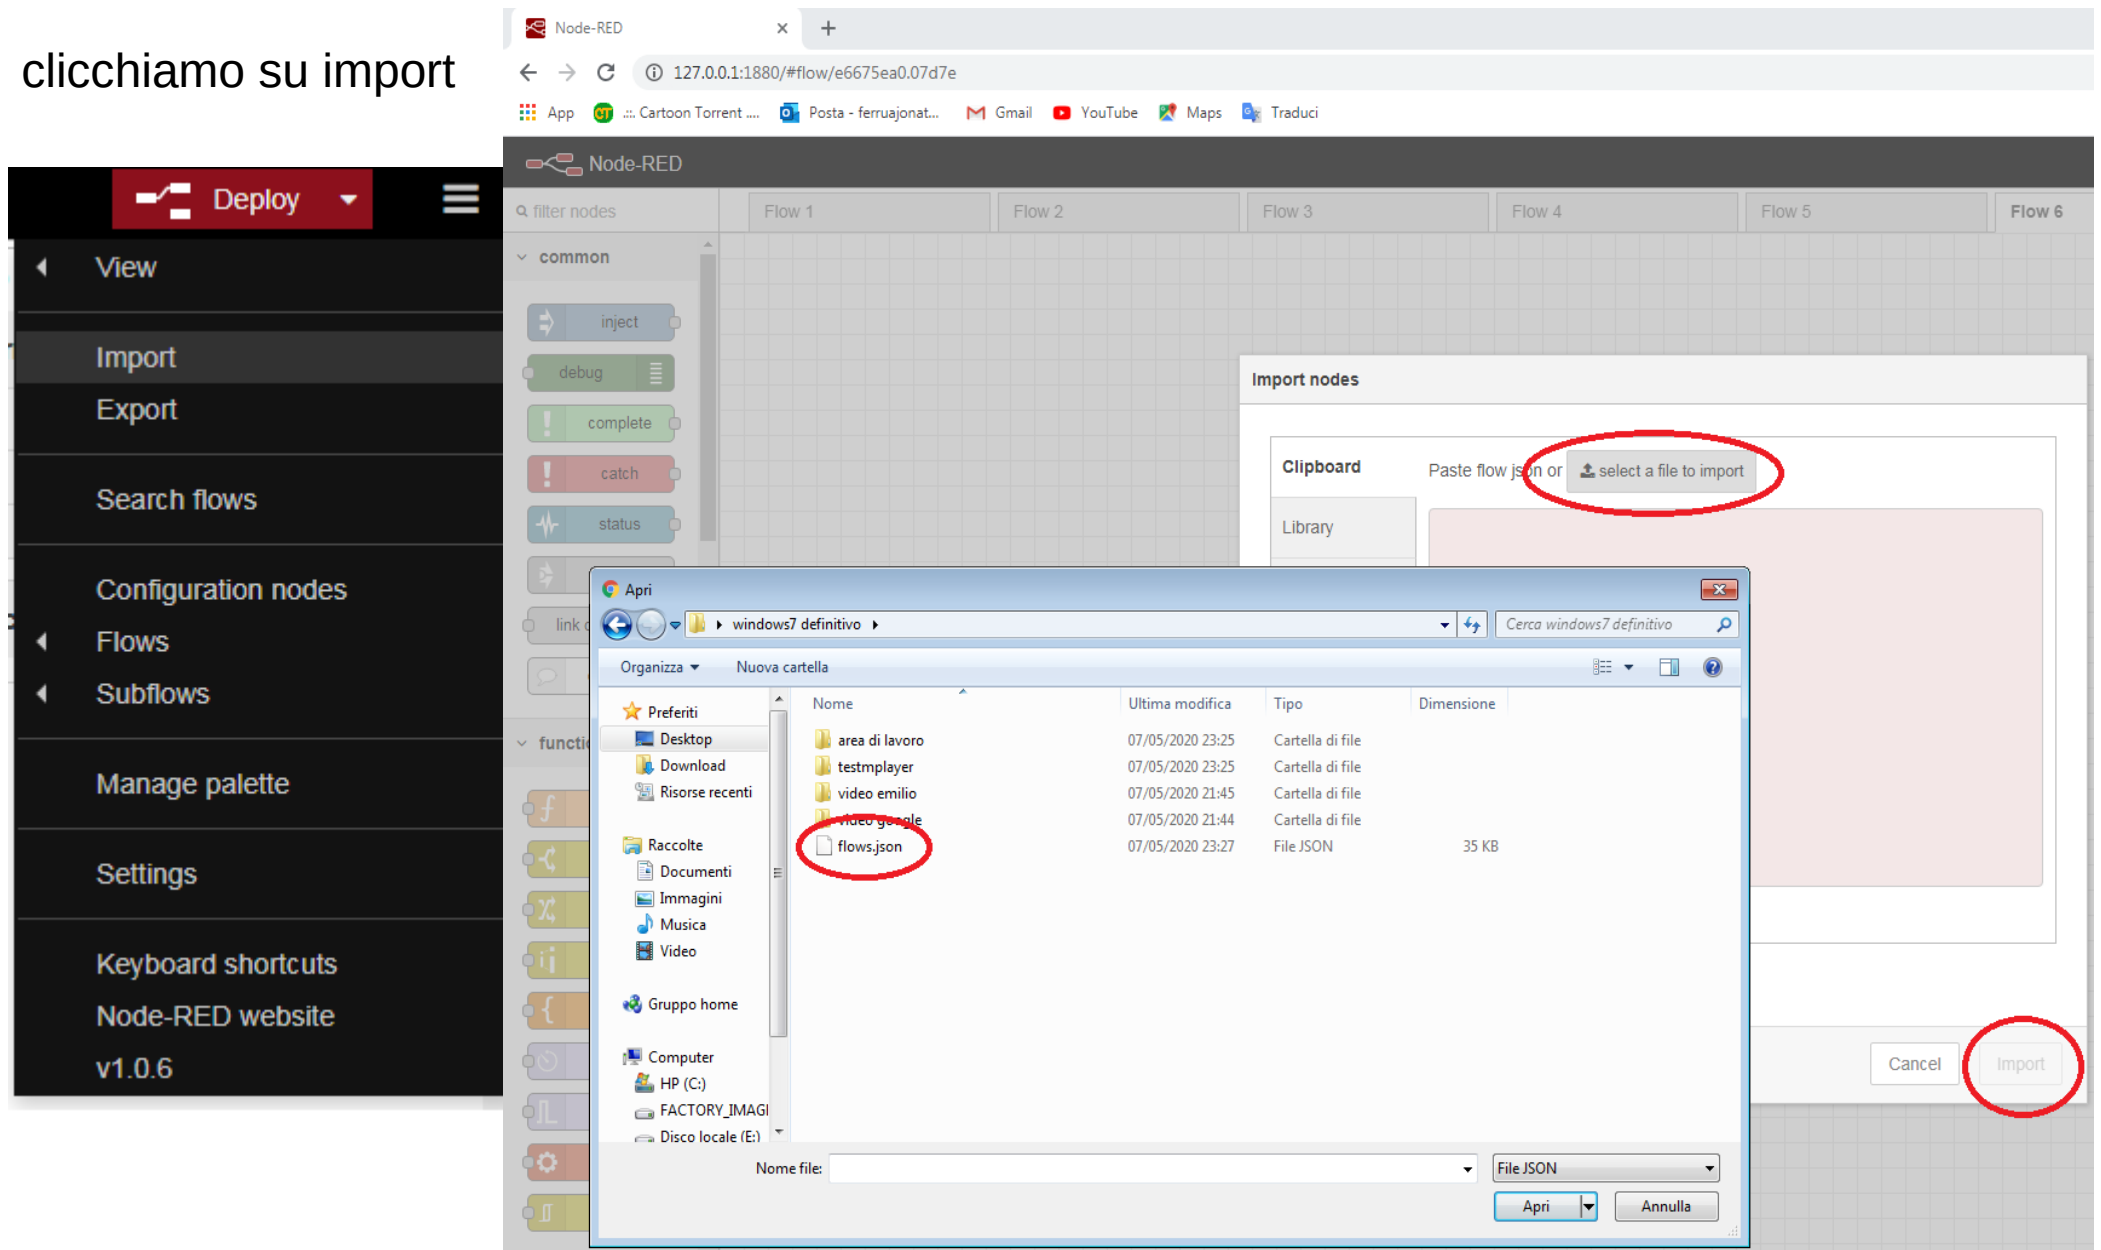 clicchiamo su import
Deploy
View
Import
Export
Search flows
Configuration nodes
Flows
Subflows
Manage palette
Settings
Keyboard shortcuts
Node-RED website
v1.0.6
Node-RED
127.0.0.1:1880/#flow/e6675ea0.07d7e
App
.::. Cartoon Torrent ....
Posta - ferruajonat...
Gmail
YouTube
Maps
Traduci
Node-RED
filter nodes
Flow 1
Flow 2
Flow 3
Flow 4
Flow 5
Flow 6
common
inject
debug
complete
catch
status
link
functi
Import nodes
Clipboard
Paste flow json or
select a file to import
Library
Apri
windows7 definitivo
Cerca windows7 definitivo
Organizza
Nuova cartella
Preferiti
Desktop
Download
Risorse recenti
Raccolte
Documenti
Immagini
Musica
Video
Gruppo home
Computer
HP (C:)
FACTORY_IMAG
Disco locale (E:)
Nome Ultima modifica Tipo Dimensione
area di lavoro 07/05/2020 23:25 Cartella di file
testmplayer 07/05/2020 23:25 Cartella di file
video emilio 07/05/2020 21:45 Cartella di file
video google 07/05/2020 21:44 Cartella di file
flows.json 07/05/2020 23:27 File JSON 35 KB
Nome file:
File JSON
Apri
Annulla
Cancel
Import